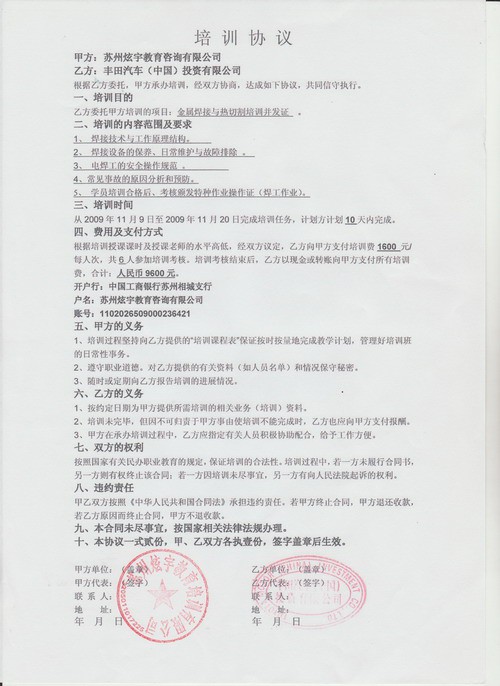 培 训 协 议
甲方：苏州炫宇教育咨询有限公司
乙方：丰田汽车（中国）投资有限公司
根据乙方委托，甲方承办培训，经双方协商，达成如下协议，共同信守执行。
一、培训目的
乙方委托甲方培训的项目：金属焊接与热切割培训并发证 。
二、培训的内容范围及要求
1、 焊接技术与工作原理结构。
2、 焊接设备的保养、日常维护与故障排除 。
3、 电焊工的安全操作规范 。
4、常见事故的原因分析和预防。
5、 学员培训合格后、考核颁发特种作业操作证（焊工作业）。
三、培训时间
从 2009 年 11 月 9 日至 2009 年 11 月 20 日完成培训任务，计划方计划 10 天内完成。
四、费用及支付方式
根据培训授课课时及授课老师的水平高低，经双方议定，乙方向甲方支付培训费 1600 元/
每人次，共 6 人参加培训考核。培训考核结束后，乙方以现金或转账向甲方支付所有培训
费，合计：人民币 9600 元。
开户行：中国工商银行苏州相城支行
户名：苏州炫宇教育咨询有限公司
账号：1102026509000236421
五、甲方的义务
1、培训过程坚持向乙方提供的“培训课程表”保证按时按量地完成教学计划，管理好培训班
的日常性事务。
2、遵守职业道德。对乙方提供的有关资料（如人员名单）和情况保守秘密。
3、随时或定期向乙方报告培训的进展情况。
六、乙方的义务
1、按约定日期为甲方提供所需培训的相关业务（培训）资料。
2、培训未完毕，但因不可归责于甲方事由使培训不能完成时，乙方也应向甲方支付报酬。
3、甲方在承办培训过程中，乙方应指定有关人员积极协助配合，给予工作方便。
七、双方的权利
按照国家有关民办职业教育的规定，保证培训的合法性。培训过程中，若一方未履行合同书，
另一方则有权终止该合同；若一方因培训未尽事宜，另一方有向人民法院起诉的权利。
八、违约责任
甲乙双方按照《中华人民共和国合同法》承担违约责任。若甲方终止合同，甲方退还收款，
若乙方原因而终止合同，甲方不退收款。
九、本合同未尽事宜，按国家相关法律法规办理。
十、本协议一式贰份，甲、乙双方各执壹份，签字盖章后生效。
甲方单位：（盖章） 乙方单位：（盖章）
甲方代表：（签字） 乙方代表：（签字）
联 系 人： 联 系 人：
地 址： 地 址：
年 月 日 年 月 日